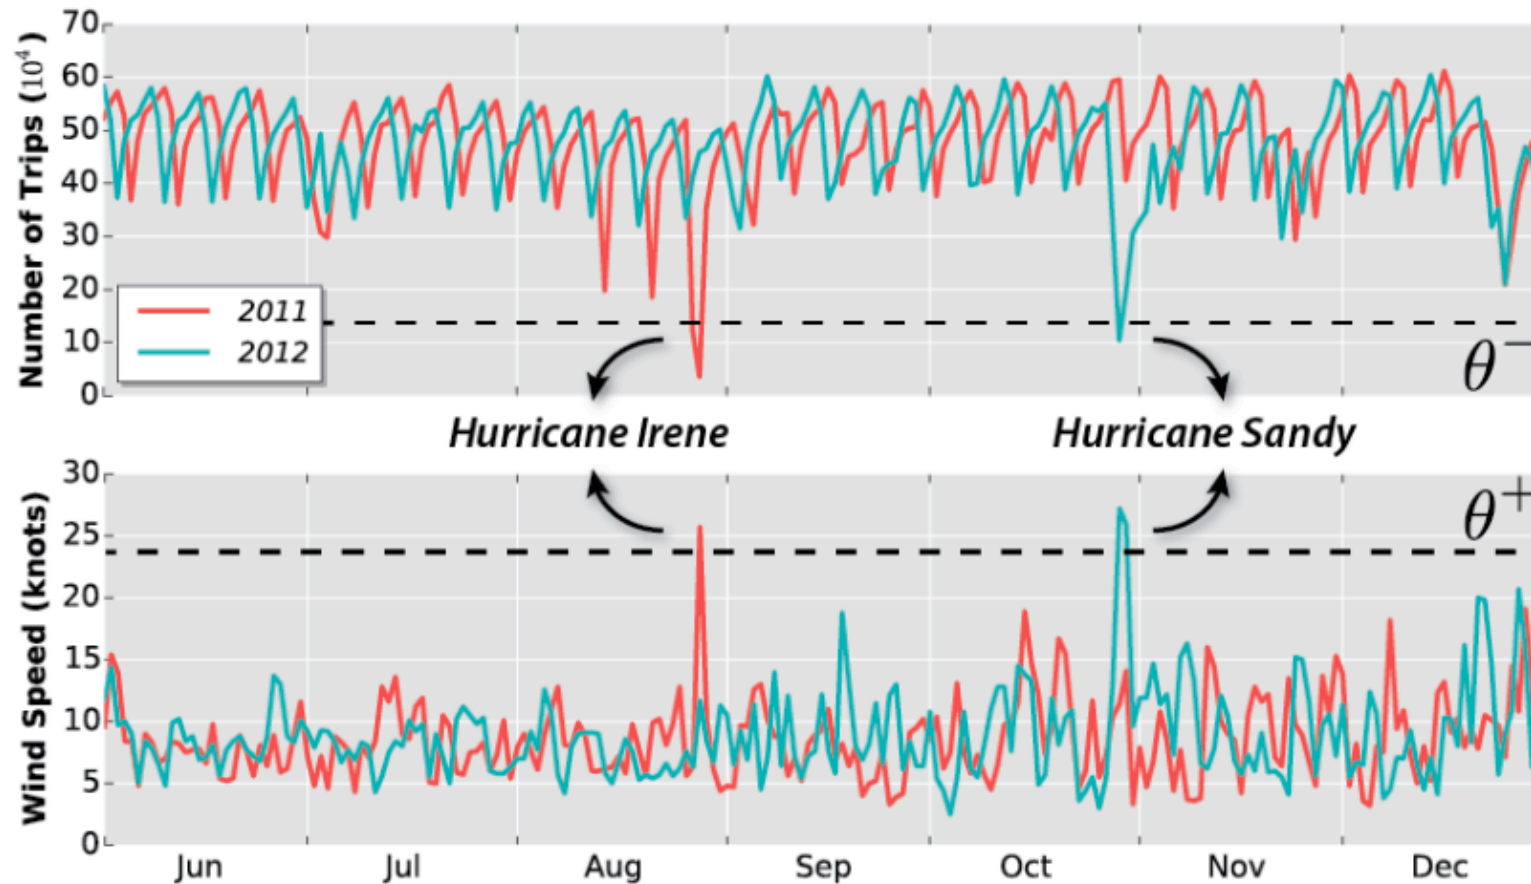 Number of Trips (10⁴)
70
60
50
40
30
20
10
0
2011
2012
θ⁻
Hurricane Irene
Hurricane Sandy
Wind Speed (knots)
30
25
20
15
10
5
0
θ⁺
Jun Jul Aug Sep Oct Nov Dec